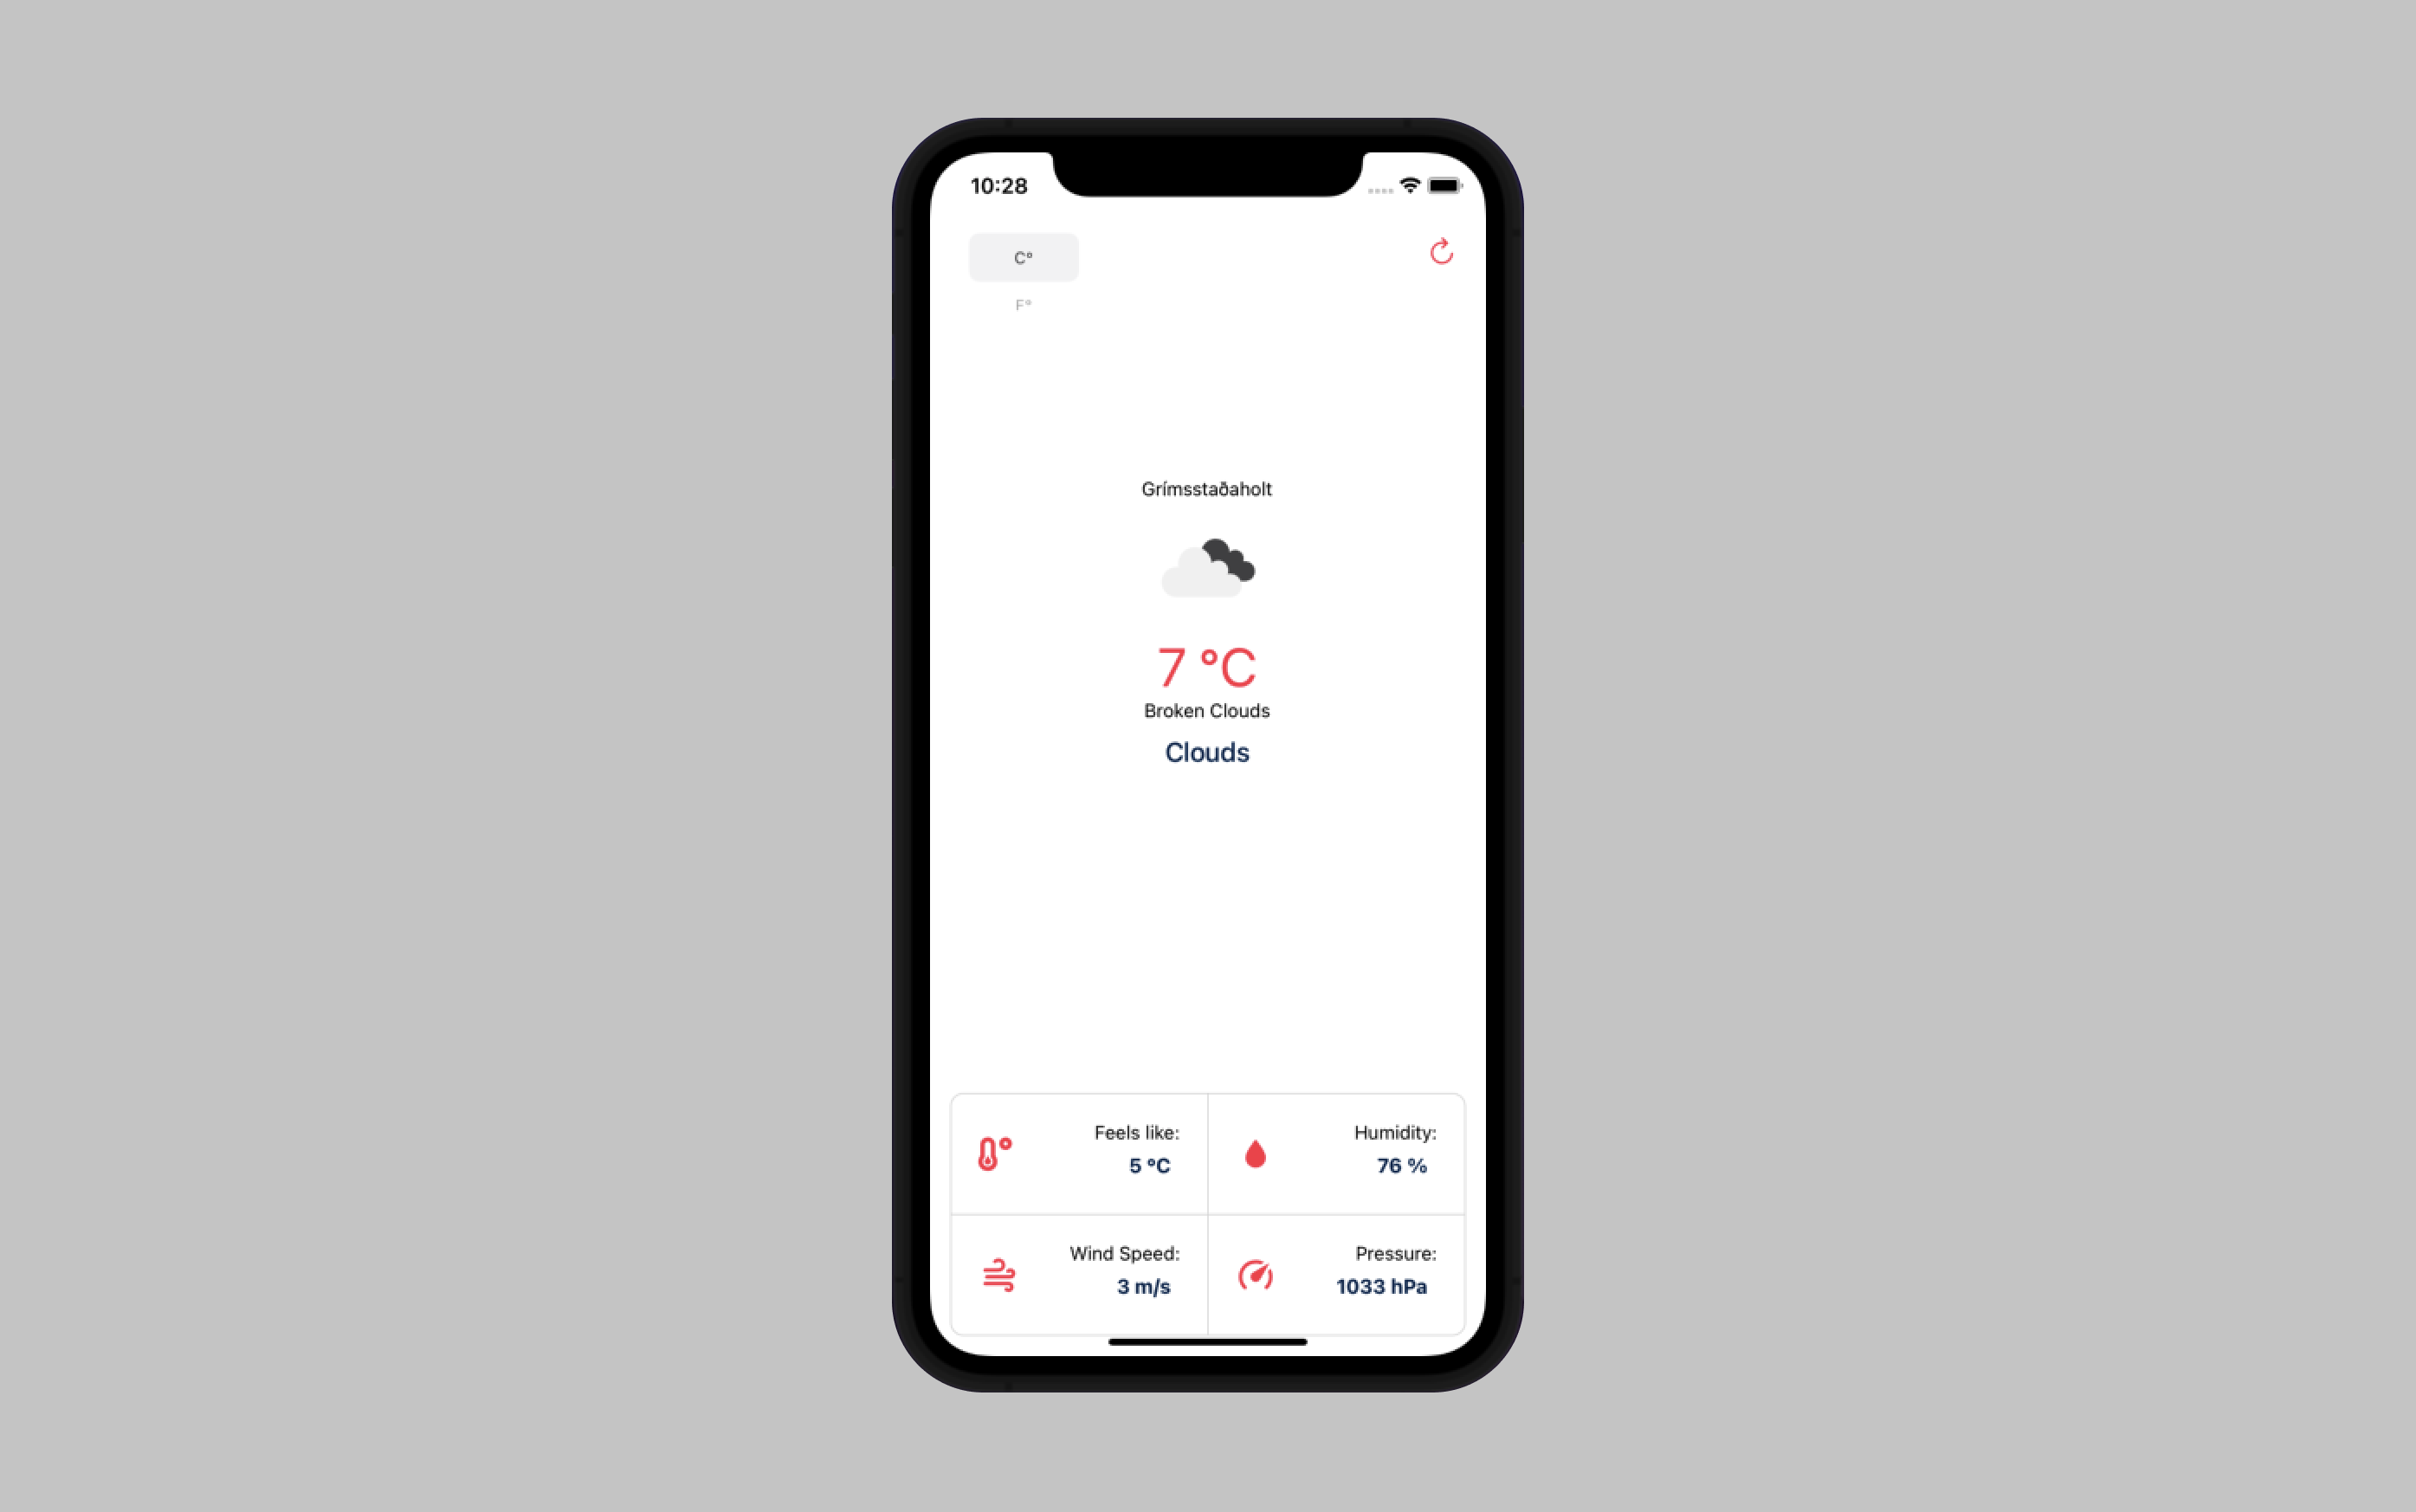 10:28
C°
F°
Grímsstaðaholt
7 °C
Broken Clouds
Clouds
Feels like:
5 °C
Humidity:
76 %
Wind Speed:
3 m/s
Pressure:
1033 hPa